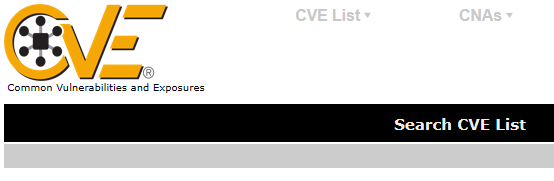 CVE®
CVE List▾ CNAs▾
Common Vulnerabilities and Exposures
Search CVE List